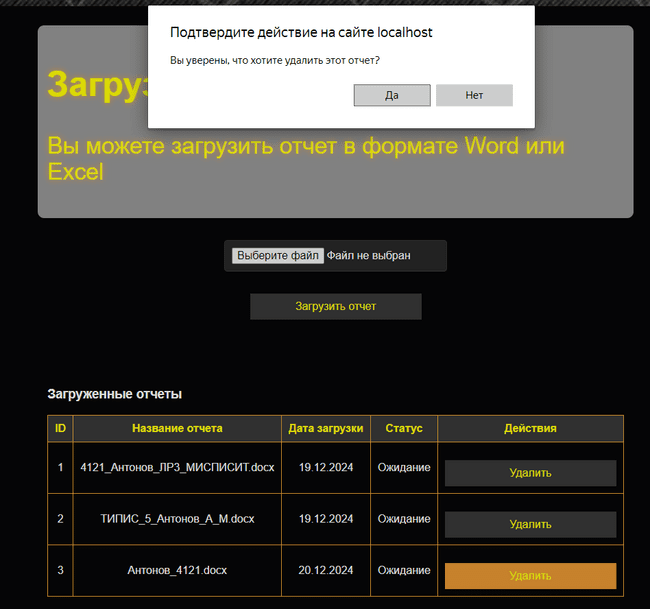 Подтвердите действие на сайте localhost
Вы уверены, что хотите удалить этот отчет?
Да Нет
Загруз
Вы можете загрузить отчет в формате Word или
Excel
Выберите файл Файл не выбран
Загрузить отчет
Загруженные отчеты
ID Название отчета Дата загрузки Статус Действия
1 4121_Антонов_ЛР3_МИСПИСИТ.docx 19.12.2024 Ожидание Удалить
2 ТИПИС_5_Антонов_А_М.docx 19.12.2024 Ожидание Удалить
3 Антонов_4121.docx 20.12.2024 Ожидание Удалить